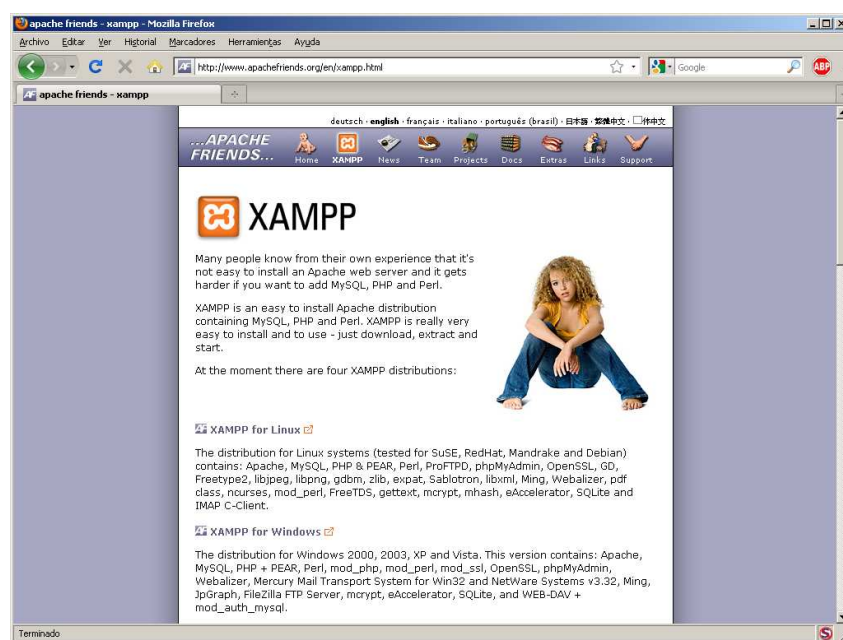 apache friends - xampp - Mozilla Firefox
Archivo Editar Ver Historial Marcadores Herramientas Ayuda
http://www.apachefriends.org/en/xampp.html
Google
ABP
apache friends - xampp
deutsch · english · français · italiano · português (brasil) · 日本語 · 繁體中文 · 体中文
...APACHE
FRIENDS...
Home XAMPP News Team Projects Docs Extras Links Support
XAMPP
Many people know from their own experience that it's
not easy to install an Apache web server and it gets
harder if you want to add MySQL, PHP and Perl.
XAMPP is an easy to install Apache distribution
containing MySQL, PHP and Perl. XAMPP is really very
easy to install and to use - just download, extract and
start.
At the moment there are four XAMPP distributions:
XAMPP for Linux
The distribution for Linux systems (tested for SuSE, RedHat, Mandrake and Debian)
contains: Apache, MySQL, PHP & PEAR, Perl, ProFTPD, phpMyAdmin, OpenSSL, GD,
Freetype2, libjpeg, libpng, gdbm, zlib, expat, Sablotron, libxml, Ming, Webalizer, pdf
class, ncurses, mod_perl, FreeTDS, gettext, mcrypt, mhash, eAccelerator, SQLite and
IMAP C-Client.
XAMPP for Windows
The distribution for Windows 2000, 2003, XP and Vista. This version contains: Apache,
MySQL, PHP + PEAR, Perl, mod_php, mod_perl, mod_ssl, OpenSSL, phpMyAdmin,
Webalizer, Mercury Mail Transport System for Win32 and NetWare Systems v3.32, Ming,
JpGraph, FileZilla FTP Server, mcrypt, eAccelerator, SQLite, and WEB-DAV +
mod_auth_mysql.
Terminado